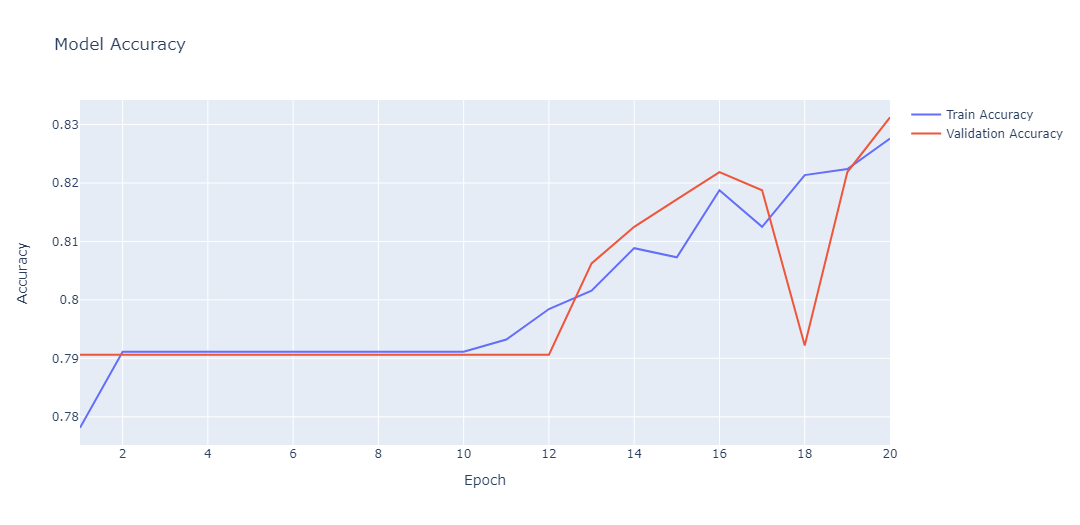 Model Accuracy
Train Accuracy
Validation Accuracy
Accuracy
0.83
0.82
0.81
0.8
0.79
0.78
2 4 6 8 10 12 14 16 18 20
Epoch